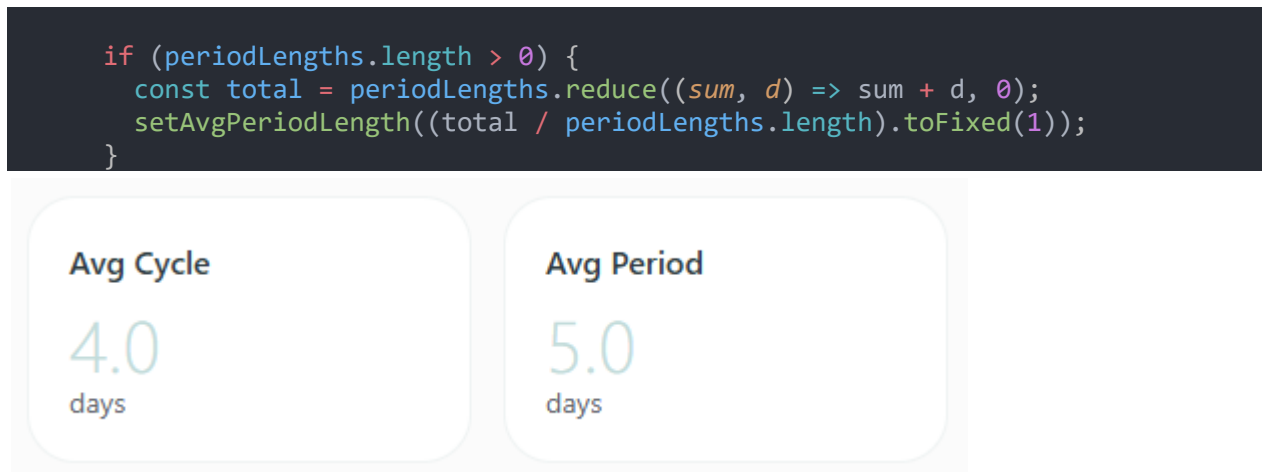 if (periodLengths.length > 0) {
const total = periodLengths.reduce((sum, d) => sum + d, 0);
setAvgPeriodLength((total / periodLengths.length).toFixed(1));
}
Avg Cycle
4.0
days
Avg Period
5.0
days